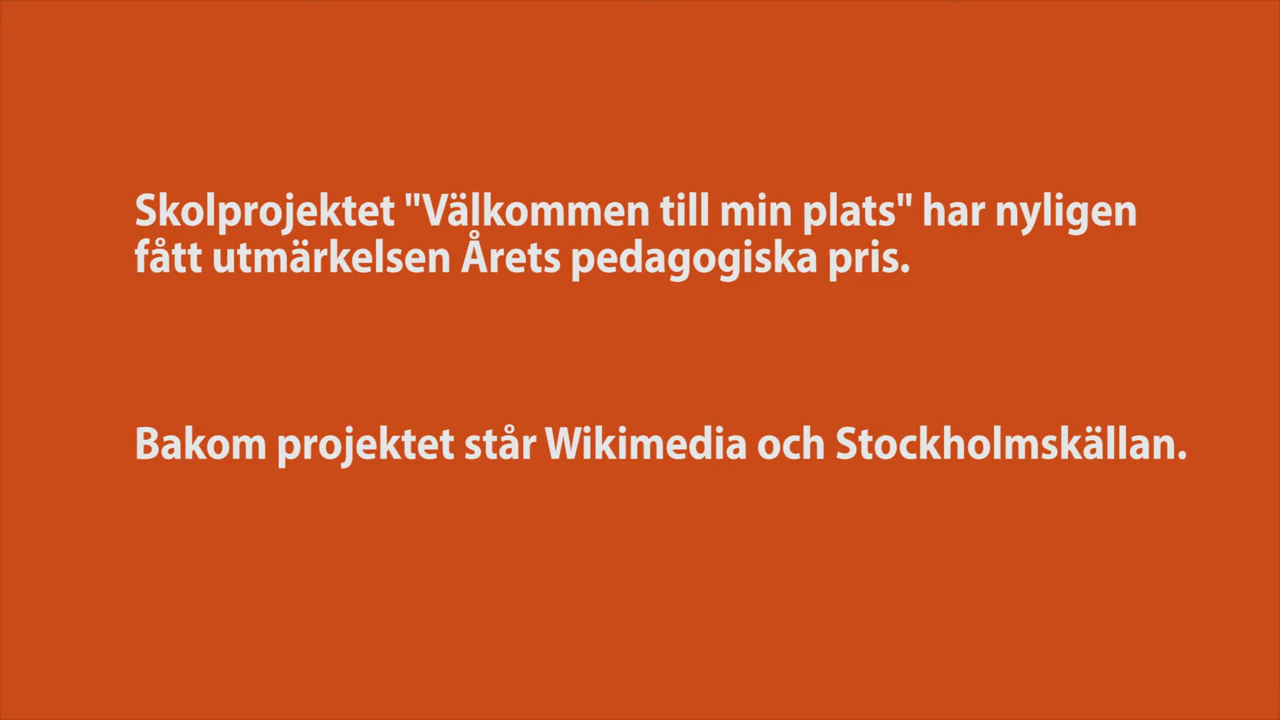 Skolprojektet "Välkommen till min plats" har nyligen
fått utmärkelsen Årets pedagogiska pris.
Bakom projektet står Wikimedia och Stockholmskällan.